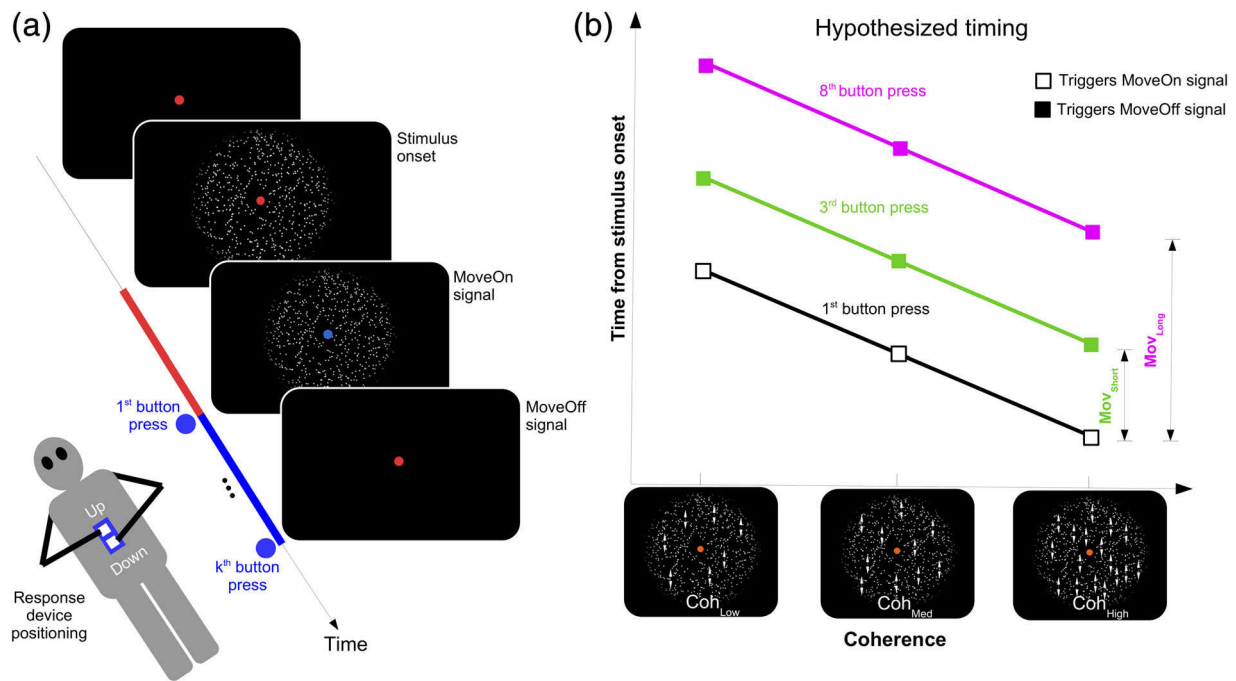 (a)
Stimulus
onset
MoveOn
signal
MoveOff
signal
1st button
press
kth button
press
Up
Down
Response
device
positioning
Time
(b)
Hypothesized timing
Time from stimulus onset
8th button press
3rd button press
1st button press
Triggers MoveOn signal
Triggers MoveOff signal
MovShort
MovLong
CohLow
CohMed
CohHigh
Coherence